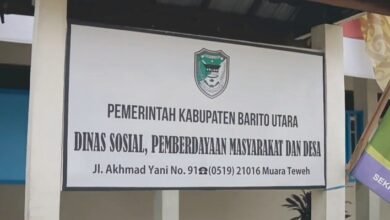 PEMERINTAH KABUPATEN BARITO UTARA
DINAS SOSIAL, PEMBERDAYAAN MASYARAKAT DAN DESA
Jl. Akhmad Yani No. 91☎(0519) 21016 Muara Teweh
SEKA